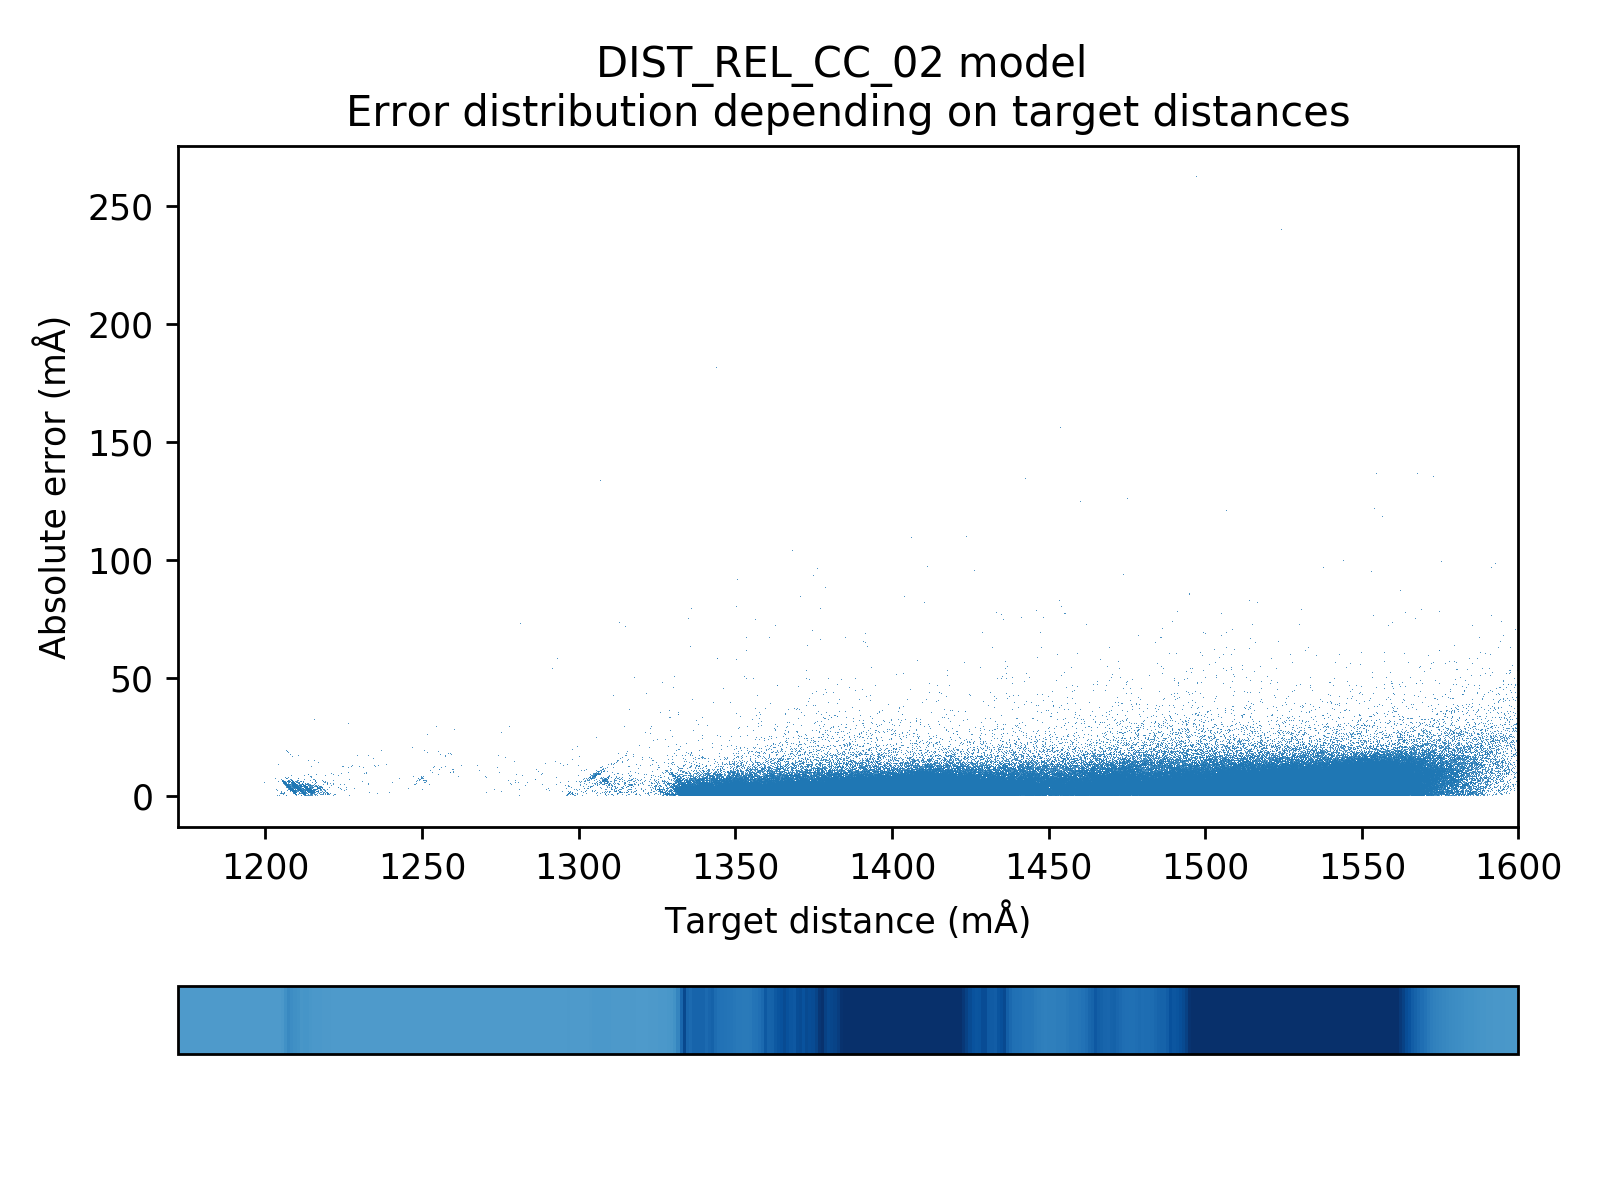 DIST_REL_CC_02 model
Error distribution depending on target distances
250
200
150
100
50
0
Absolute error (mÅ)
1200 1250 1300 1350 1400 1450 1500 1550 1600
Target distance (mÅ)